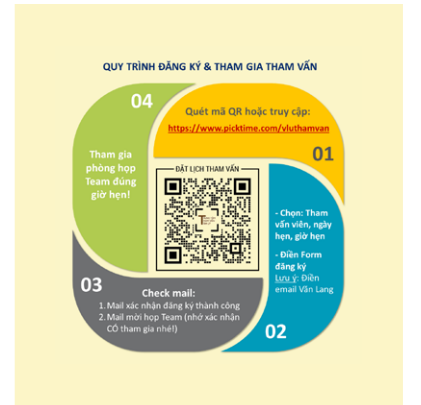 QUY TRÌNH ĐĂNG KÝ & THAM GIA THAM VẤN
Quét mã QR hoặc truy cập:
https://www.picktime.com/vluthamvan
01
ĐẶT LỊCH THAM VẤN
- Chọn: Tham
vấn viên, ngày
hẹn, giờ hẹn
- Điền Form
đăng ký
Lưu ý: Điền
email Văn Lang
02
03
Check mail:
1. Mail xác nhận đăng ký thành công
2. Mail mời họp Team (nhớ xác nhận
CÓ tham gia nhé!)
04
Tham gia
phòng họp
Team đúng
giờ hẹn!